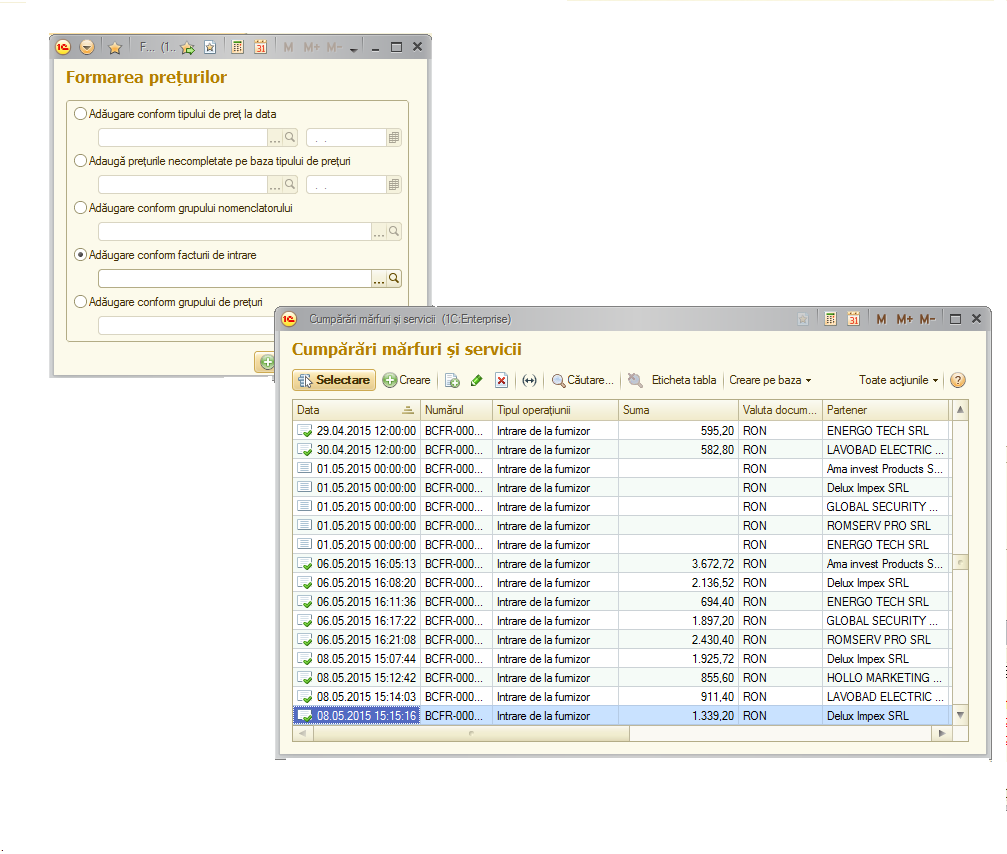 F... (1.. M M+ M-
Formarea prețurilor
Adăugare conform tipului de preț la data
Adaugă prețurile necompletate pe baza tipului de prețuri
Adăugare conform grupului nomenclatorului
Adăugare conform facturii de intrare
Adăugare conform grupului de prețuri
Cumpărări mărfuri și servicii (1C:Enterprise) M M+ M-
Cumpărări mărfuri și servicii
Selectare Creare Căutare... Eticheta tabla Creare pe baza Toate acțiunile
Data Numărul Tipul operațiunii Suma Valuta docum... Partener
29.04.2015 12:00:00 BCFR-000... Intrare de la furnizor 595,20 RON ENERGO TECH SRL
30.04.2015 12:00:00 BCFR-000... Intrare de la furnizor 582,80 RON LAVOBAD ELECTRIC ...
01.05.2015 00:00:00 BCFR-000... Intrare de la furnizor RON Ama invest Products S...
01.05.2015 00:00:00 BCFR-000... Intrare de la furnizor RON Delux Impex SRL
01.05.2015 00:00:00 BCFR-000... Intrare de la furnizor RON GLOBAL SECURITY ...
01.05.2015 00:00:00 BCFR-000... Intrare de la furnizor RON ROMSERV PRO SRL
01.05.2015 00:00:00 BCFR-000... Intrare de la furnizor RON ENERGO TECH SRL
06.05.2015 16:05:13 BCFR-000... Intrare de la furnizor 3.672,72 RON Ama invest Products S...
06.05.2015 16:08:20 BCFR-000... Intrare de la furnizor 2.136,52 RON Delux Impex SRL
06.05.2015 16:11:36 BCFR-000... Intrare de la furnizor 694,40 RON ENERGO TECH SRL
06.05.2015 16:17:22 BCFR-000... Intrare de la furnizor 1.897,20 RON GLOBAL SECURITY ...
06.05.2015 16:21:08 BCFR-000... Intrare de la furnizor 2.430,40 RON ROMSERV PRO SRL
08.05.2015 15:07:44 BCFR-000... Intrare de la furnizor 1.925,72 RON Delux Impex SRL
08.05.2015 15:12:42 BCFR-000... Intrare de la furnizor 855,60 RON HOLLO MARKETING ...
08.05.2015 15:14:03 BCFR-000... Intrare de la furnizor 911,40 RON LAVOBAD ELECTRIC ...
08.05.2015 15:15:16 BCFR-000... Intrare de la furnizor 1.339,20 RON Delux Impex SRL